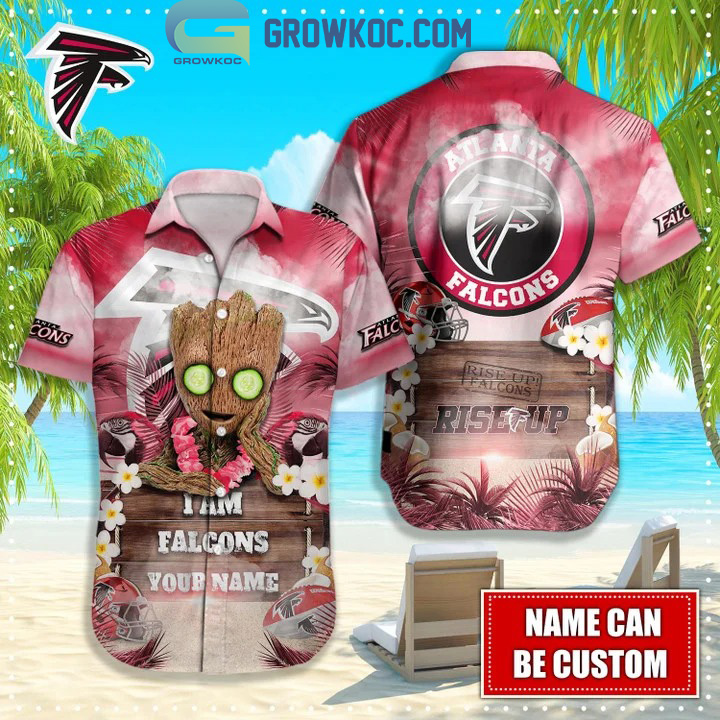 GROWKOC
GROWKOC.COM
ATLANTA
FALCONS
FALCONS
FALCONS
FALCONS
RISE UP!
FALCONS
RISE UP
I AM
FALCONS
YOUR NAME
NAME CAN
BE CUSTOM